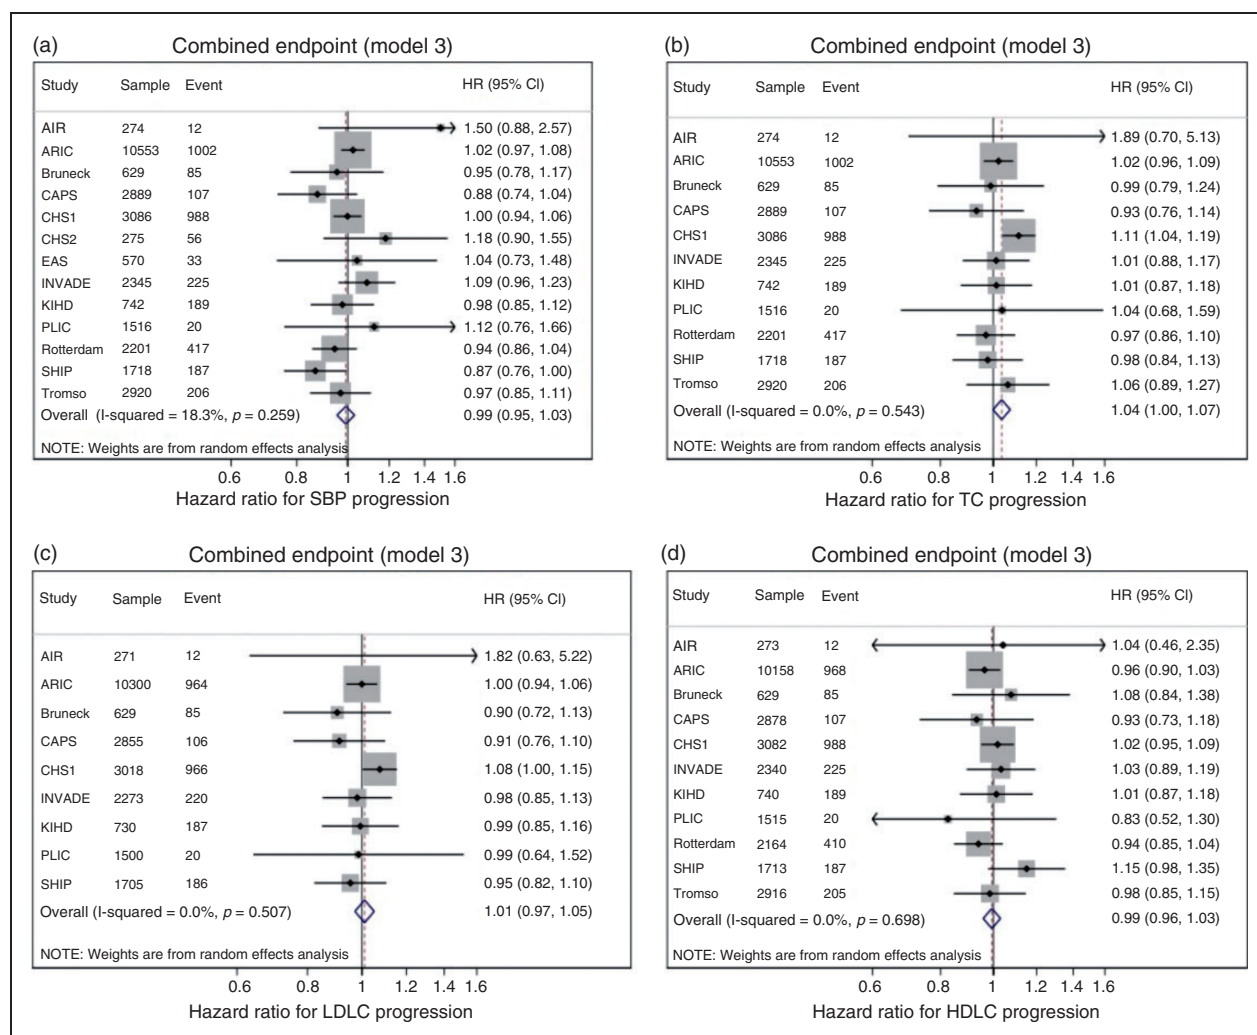 (a)
Combined endpoint (model 3)
Study Sample Event HR (95% CI)
AIR 274 12 1.50 (0.88, 2.57)
ARIC 10553 1002 1.02 (0.97, 1.08)
Bruneck 629 85 0.95 (0.78, 1.17)
CAPS 2889 107 0.88 (0.74, 1.04)
CHS1 3086 988 1.00 (0.94, 1.06)
CHS2 275 56 1.18 (0.90, 1.55)
EAS 570 33 1.04 (0.73, 1.48)
INVADE 2345 225 1.09 (0.96, 1.23)
KIHD 742 189 0.98 (0.85, 1.12)
PLIC 1516 20 1.12 (0.76, 1.66)
Rotterdam 2201 417 0.94 (0.86, 1.04)
SHIP 1718 187 0.87 (0.76, 1.00)
Tromso 2920 206 0.97 (0.85, 1.11)
Overall (I-squared = 18.3%, p = 0.259) 0.99 (0.95, 1.03)
NOTE: Weights are from random effects analysis
0.6 0.8 1 1.2 1.4 1.6
Hazard ratio for SBP progression
(b)
Combined endpoint (model 3)
Study Sample Event HR (95% CI)
AIR 274 12 1.89 (0.70, 5.13)
ARIC 10553 1002 1.02 (0.96, 1.09)
Bruneck 629 85 0.99 (0.79, 1.24)
CAPS 2889 107 0.93 (0.76, 1.14)
CHS1 3086 988 1.11 (1.04, 1.19)
INVADE 2345 225 1.01 (0.88, 1.17)
KIHD 742 189 1.01 (0.87, 1.18)
PLIC 1516 20 1.04 (0.68, 1.59)
Rotterdam 2201 417 0.97 (0.86, 1.10)
SHIP 1718 187 0.98 (0.84, 1.13)
Tromso 2920 206 1.06 (0.89, 1.27)
Overall (I-squared = 0.0%, p = 0.543) 1.04 (1.00, 1.07)
NOTE: Weights are from random effects analysis
0.6 1 1.2 1.4 1.6
Hazard ratio for TC progression
(c)
Combined endpoint (model 3)
Study Sample Event HR (95% CI)
AIR 271 12 1.82 (0.63, 5.22)
ARIC 10300 964 1.00 (0.94, 1.06)
Bruneck 629 85 0.90 (0.72, 1.13)
CAPS 2855 106 0.91 (0.76, 1.10)
CHS1 3018 966 1.08 (1.00, 1.15)
INVADE 2273 220 0.98 (0.85, 1.13)
KIHD 730 187 0.99 (0.85, 1.16)
PLIC 1500 20 0.99 (0.64, 1.52)
SHIP 1705 186 0.95 (0.82, 1.10)
Overall (I-squared = 0.0%, p = 0.507) 1.01 (0.97, 1.05)
NOTE: Weights are from random effects analysis
0.6 0.8 1 1.2 1.4 1.6
Hazard ratio for LDLC progression
(d)
Combined endpoint (model 3)
Study Sample Event HR (95% CI)
AIR 273 12 1.04 (0.46, 2.35)
ARIC 10158 968 0.96 (0.90, 1.03)
Bruneck 629 85 1.08 (0.84, 1.38)
CAPS 2878 107 0.93 (0.73, 1.18)
CHS1 3082 988 1.02 (0.95, 1.09)
INVADE 2340 225 1.03 (0.89, 1.19)
KIHD 740 189 1.01 (0.87, 1.18)
PLIC 1515 20 0.83 (0.52, 1.30)
Rotterdam 2164 410 0.94 (0.85, 1.04)
SHIP 1713 187 1.15 (0.98, 1.35)
Tromso 2916 205 0.98 (0.85, 1.15)
Overall (I-squared = 0.0%, p = 0.698) 0.99 (0.96, 1.03)
NOTE: Weights are from random effects analysis
0.6 0.8 1 1.2 1.4 1.6
Hazard ratio for HDLC progression